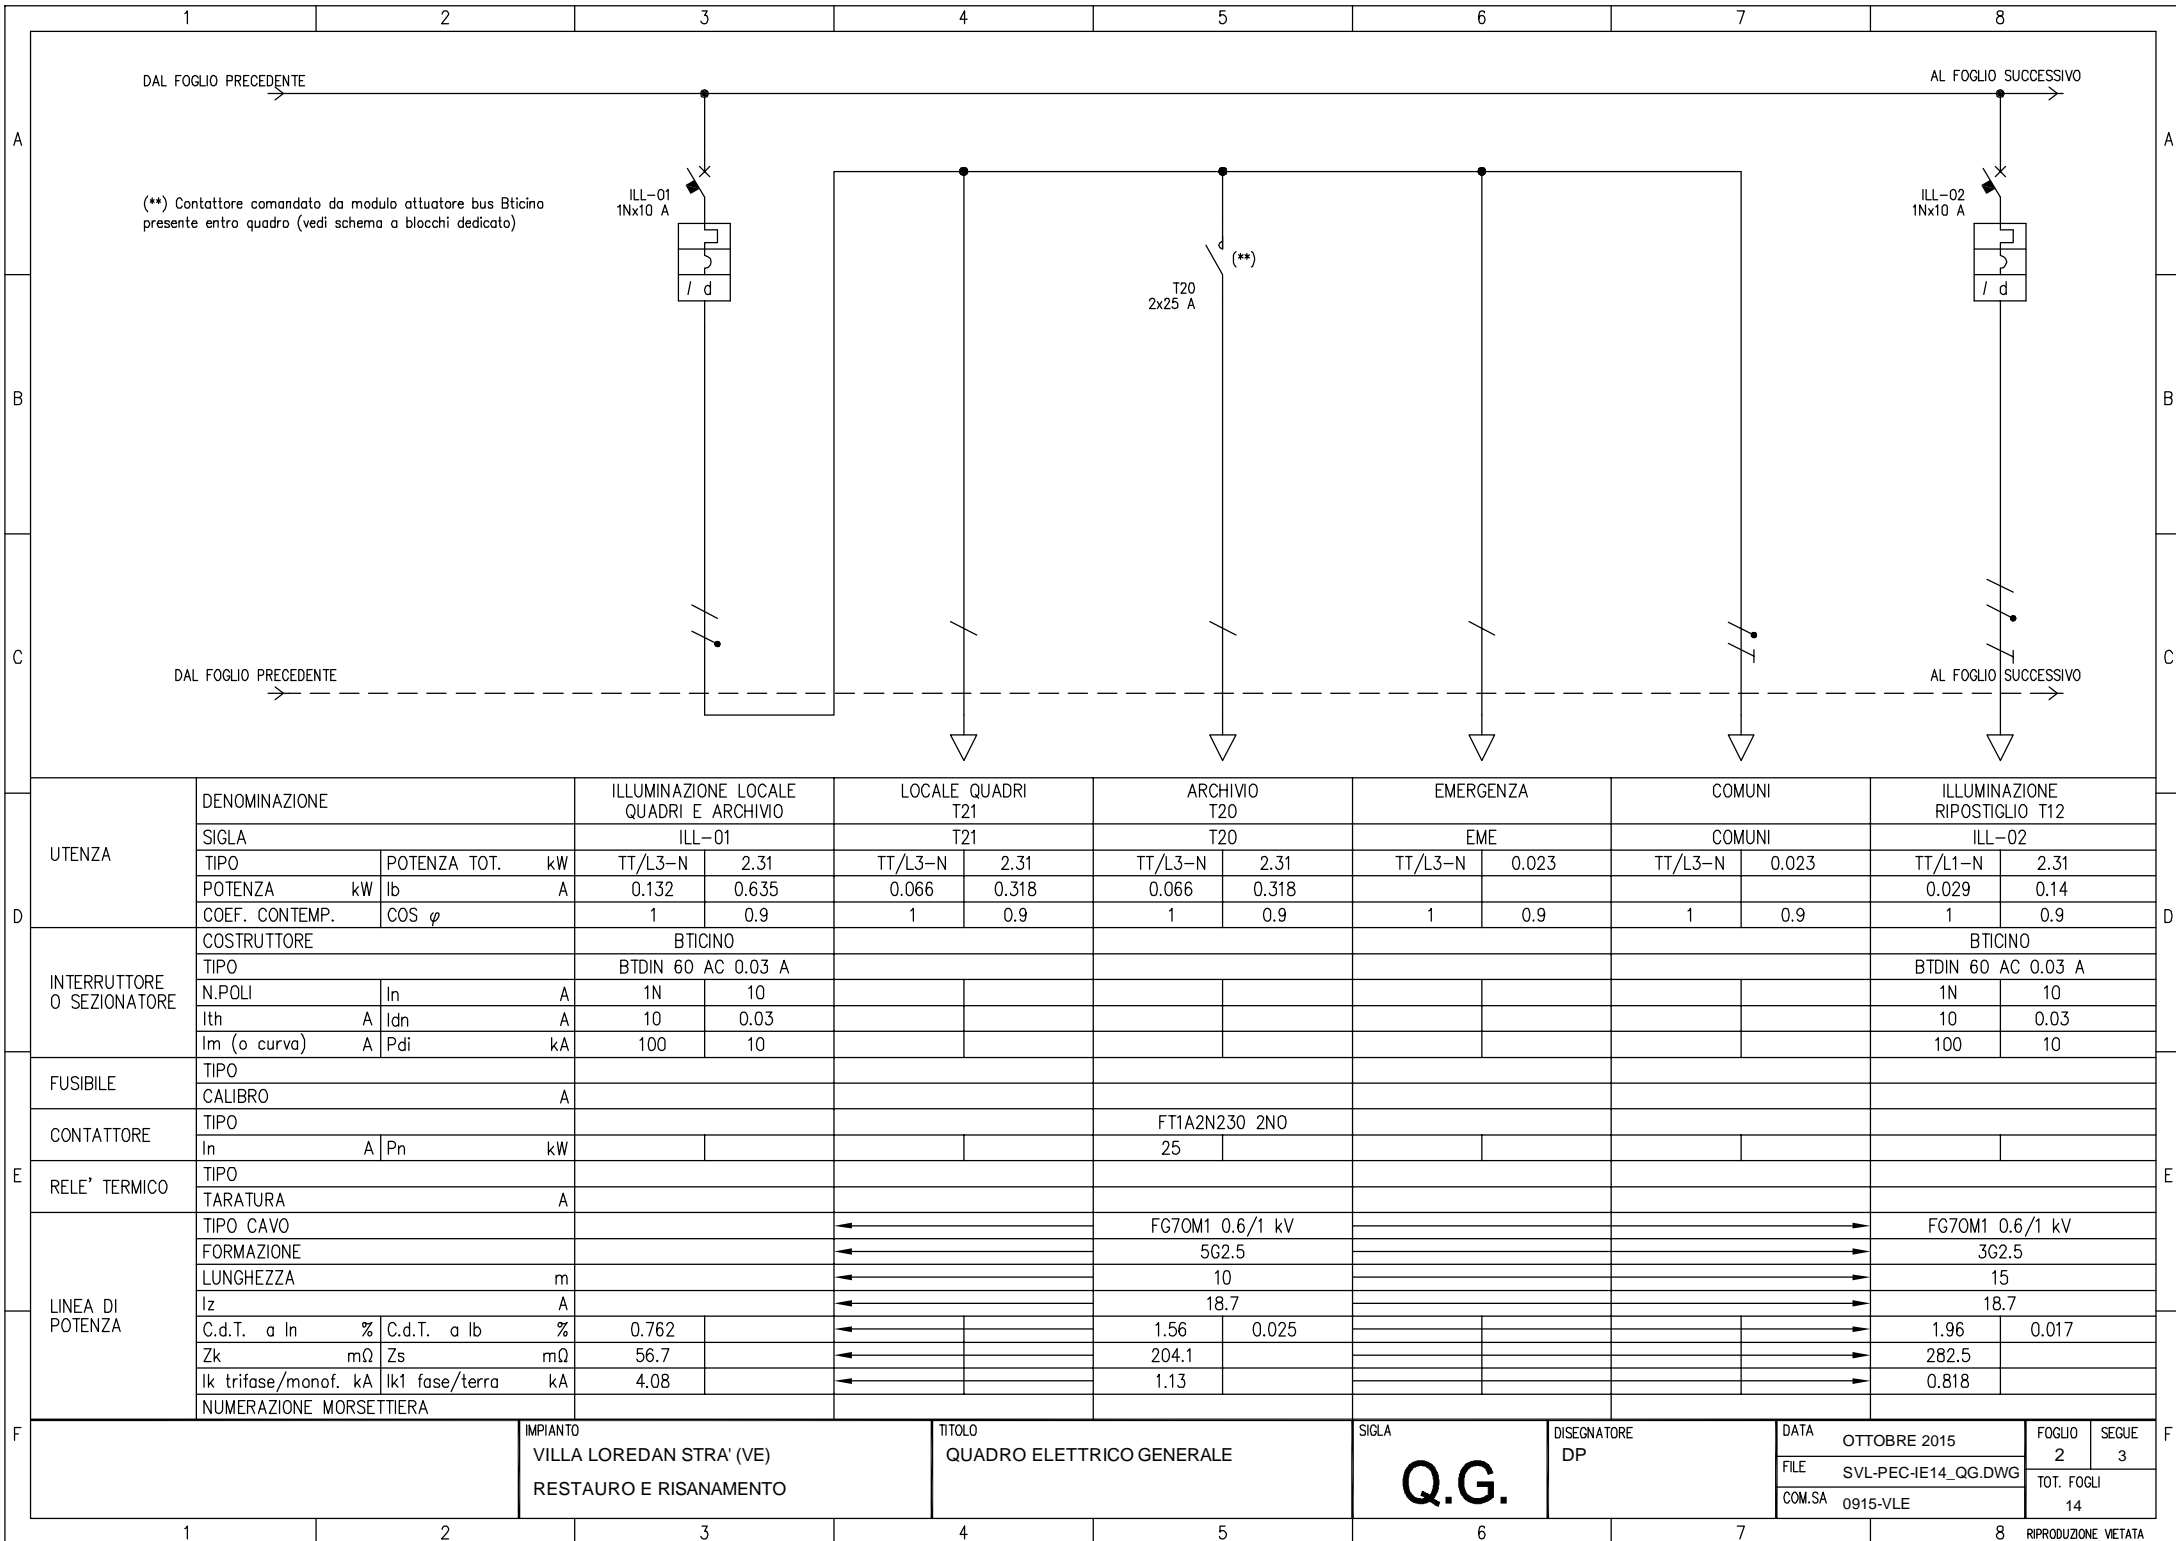 1 2 3 4 5 6 7 8
DAL FOGLIO PRECEDENTE
AL FOGLIO SUCCESSIVO
A A
(**) Contattore comandato da modulo attuatore bus Bticino
presente entro quadro (vedi schema a blocchi dedicato)
ILL-01
1Nx10 A
I d
(**)
T20
2x25 A
ILL-02
1Nx10 A
I d
B B
C C
DAL FOGLIO PRECEDENTE
AL FOGLIO SUCCESSIVO
UTENZA
DENOMINAZIONE
ILLUMINAZIONE LOCALE
QUADRI E ARCHIVIO
LOCALE QUADRI
T21
ARCHIVIO
T20
EMERGENZA
COMUNI
ILLUMINAZIONE
RIPOSTIGLIO T12
SIGLA ILL-01 T21 T20 EME COMUNI ILL-02
TIPO POTENZA TOT. kW TT/L3-N 2.31 TT/L3-N 2.31 TT/L3-N 2.31 TT/L3-N 0.023 TT/L3-N 0.023 TT/L1-N 2.31
POTENZA kW Ib A 0.132 0.635 0.066 0.318 0.066 0.318 0.029 0.14
COEF. CONTEMP. COS φ 1 0.9 1 0.9 1 0.9 1 0.9 1 0.9 1 0.9
D D
INTERRUTTORE
O SEZIONATORE
COSTRUTTORE BTICINO BTICINO
TIPO BTDIN 60 AC 0.03 A BTDIN 60 AC 0.03 A
N.POLI In A 1N 10 1N 10
Ith A Idn A 10 0.03 10 0.03
Im (o curva) A Pdi kA 100 10 100 10
FUSIBILE
TIPO
CALIBRO A
CONTATTORE
TIPO FT1A2N230 2NO
In A Pn kW 25
E E
RELE' TERMICO
TIPO
TARATURA A
LINEA DI
POTENZA
TIPO CAVO FG7OM1 0.6/1 kV FG7OM1 0.6/1 kV
FORMAZIONE 5G2.5 3G2.5
LUNGHEZZA m 10 15
Iz A 18.7 18.7
C.d.T. a In % C.d.T. a Ib % 0.762 1.56 0.025 1.96 0.017
Zk mΩ Zs mΩ 56.7 204.1 282.5
Ik trifase/monof. kA Ik1 fase/terra kA 4.08 1.13 0.818
NUMERAZIONE MORSETTIERA
F F
IMPIANTO
VILLA LOREDAN STRA' (VE)
RESTAURO E RISANAMENTO
TITOLO
QUADRO ELETTRICO GENERALE
SIGLA
Q.G.
DISEGNATORE
DP
DATA OTTOBRE 2015
FILE SVL-PEC-IE14_QG.DWG
COM.SA 0915-VLE
FOGLIO
2
SEGUE
3
TOT. FOGLI
14
1 2 3 4 5 6 7 8
RIPRODUZIONE VIETATA